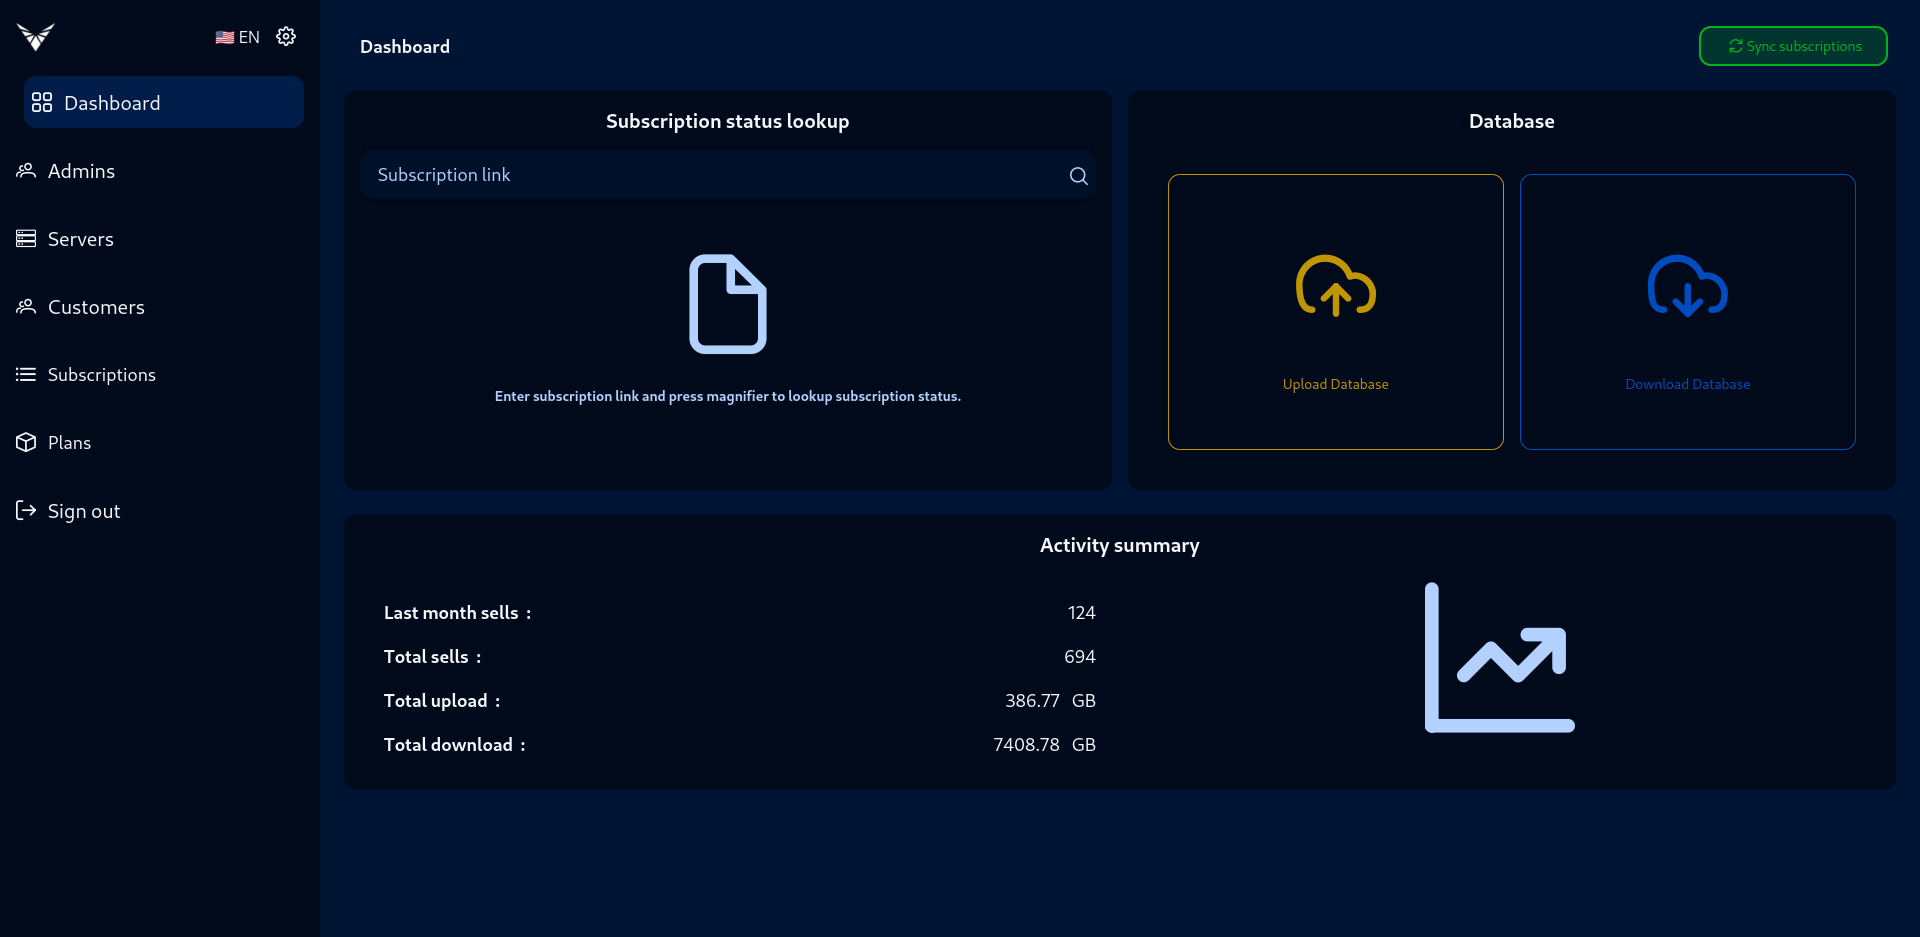 🇺🇸 EN
Dashboard
Admins
Servers
Customers
Subscriptions
Plans
Sign out
Dashboard
Sync subscriptions
Subscription status lookup
Subscription link
Enter subscription link and press magnifier to lookup subscription status.
Database
Upload Database
Download Database
Activity summary
Last month sells : 124
Total sells : 694
Total upload : 386.77 GB
Total download : 7408.78 GB